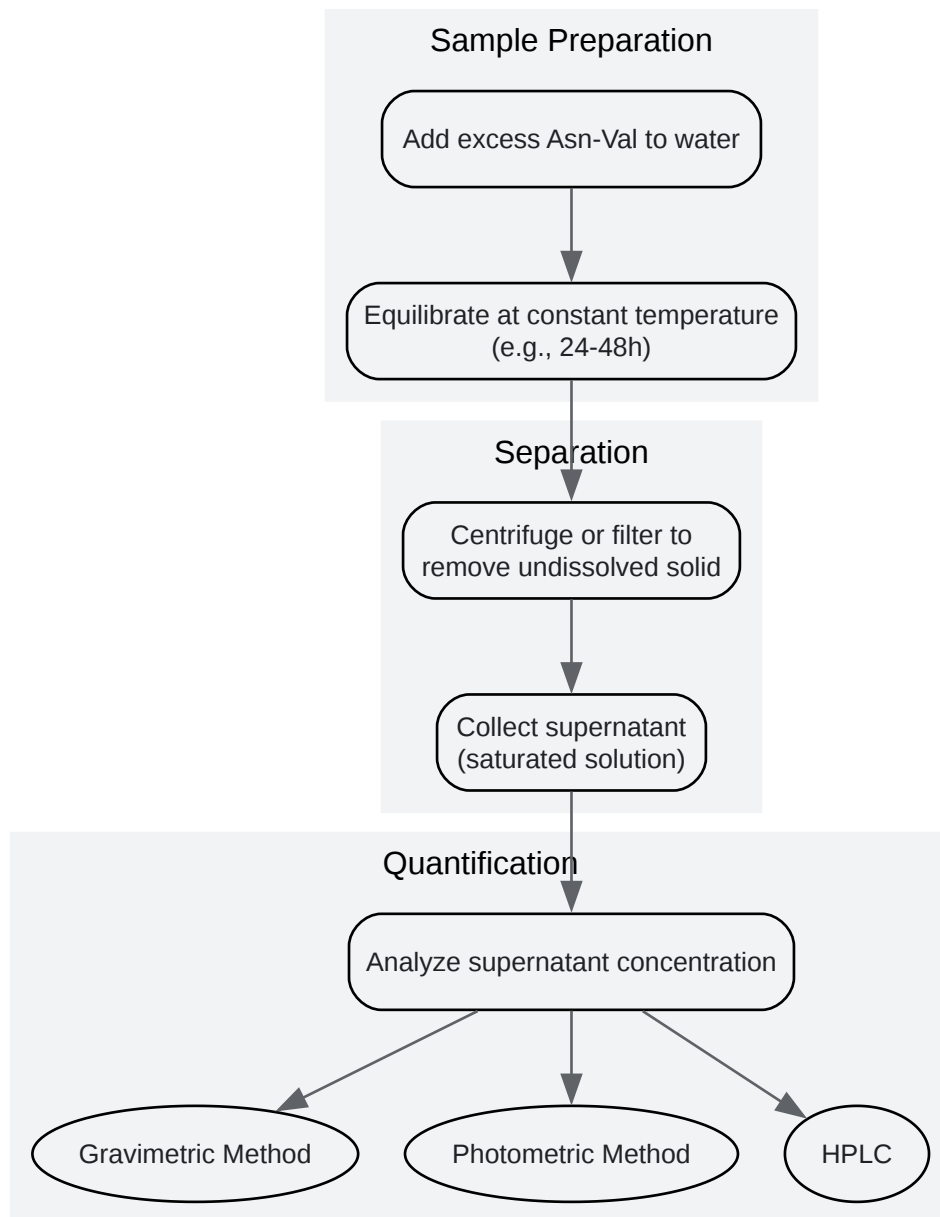 Sample Preparation
Add excess Asn-Val to water
Equilibrate at constant temperature
(e.g., 24-48h)
Separation
Centrifuge or filter to
remove undissolved solid
Collect supernatant
(saturated solution)
Quantification
Analyze supernatant concentration
Gravimetric Method
Photometric Method
HPLC